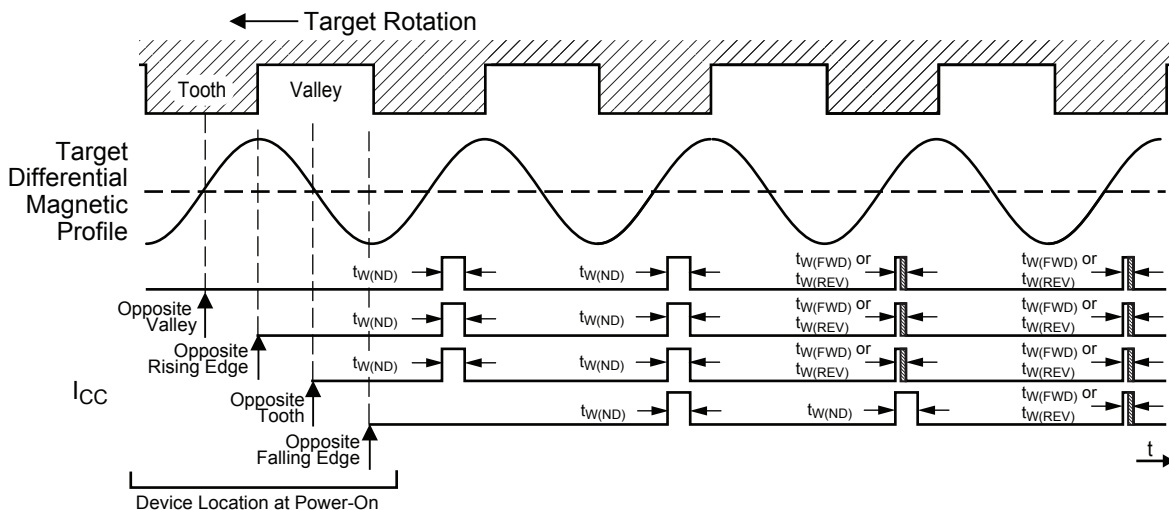 Target Rotation
Tooth
Valley
Target
Differential
Magnetic
Profile
tW(ND)
tW(ND)
tW(FWD) or
tW(REV)
tW(FWD) or
tW(REV)
Opposite
Valley
tW(ND)
tW(ND)
tW(FWD) or
tW(REV)
tW(FWD) or
tW(REV)
Opposite
Rising Edge
tW(ND)
tW(ND)
tW(FWD) or
tW(REV)
tW(FWD) or
tW(REV)
ICC
Opposite
Tooth
tW(ND)
tW(ND)
tW(FWD) or
tW(REV)
Opposite
Falling Edge
t
Device Location at Power-On